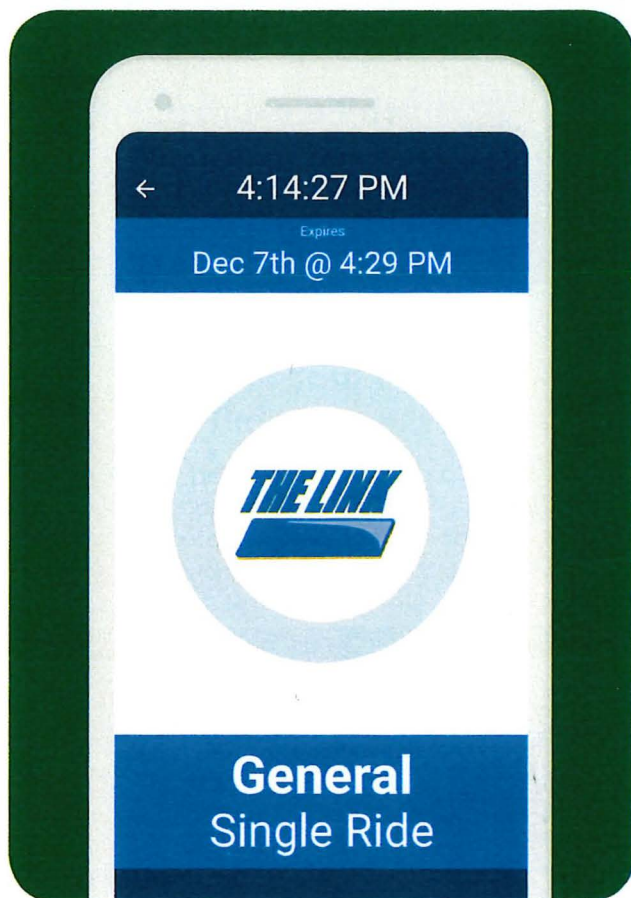 4:14:27 PM
Expires
Dec 7th @ 4:29 PM
THE LINK
General
Single Ride